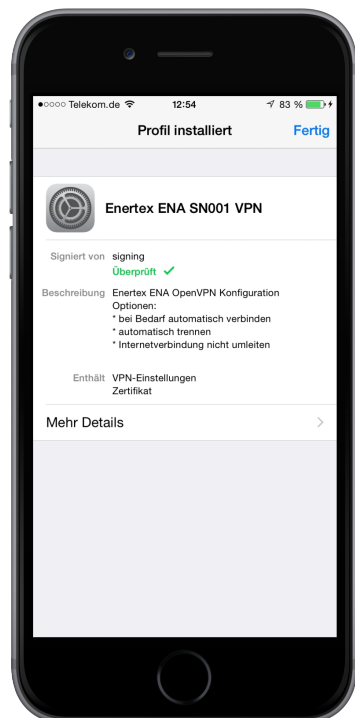 Telekom.de 12:54 83 %
Profil installiert Fertig
Enertex ENA SN001 VPN
Signiert von signing
Überprüft ✓
Beschreibung Enertex ENA OpenVPN Konfiguration
Optionen:
* bei Bedarf automatisch verbinden
* automatisch trennen
* Internetverbindung nicht umleiten
Enthält VPN-Einstellungen
Zertifikat
Mehr Details